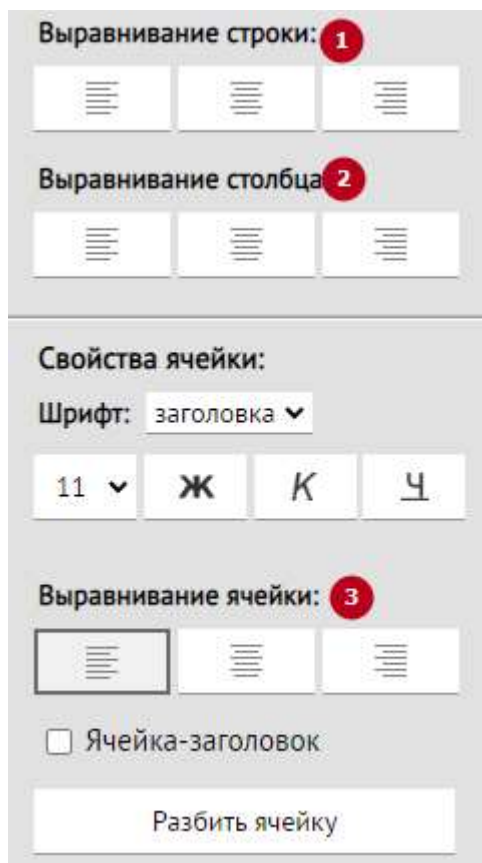 Выравнивание строки: 1
Выравнивание столбца 2
Свойства ячейки:
Шрифт: заголовка
11 Ж К Ч
Выравнивание ячейки: 3
Ячейка-заголовок
Разбить ячейку